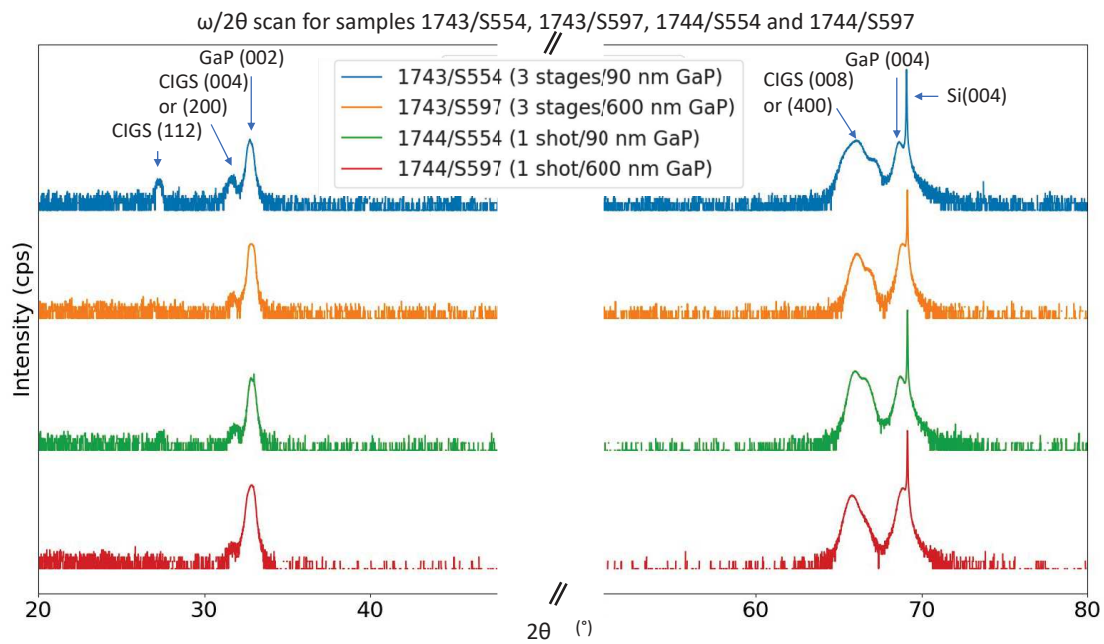 ω/2θ scan for samples 1743/S554, 1743/S597, 1744/S554 and 1744/S597
//
GaP (002)
CIGS (004)
or (200)
CIGS (112)
1743/S554 (3 stages/90 nm GaP)
1743/S597 (3 stages/600 nm GaP)
1744/S554 (1 shot/90 nm GaP)
1744/S597 (1 shot/600 nm GaP)
GaP (004)
CIGS (008)
or (400)
Si(004)
Intensity (cps)
20 30 40 // 60 70 80
2θ (°)